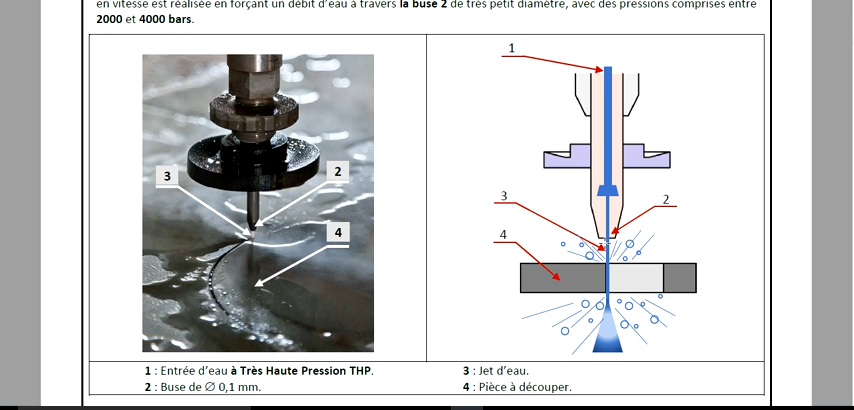 en vitesse est réalisée en forçant un débit d'eau à travers la buse 2 de très petit diamètre, avec des pressions comprises entre
2000 et 4000 bars.
3
2
4
1
3
2
4
1 : Entrée d'eau à Très Haute Pression THP.
2 : Buse de ∅ 0,1 mm.
3 : Jet d'eau.
4 : Pièce à découper.